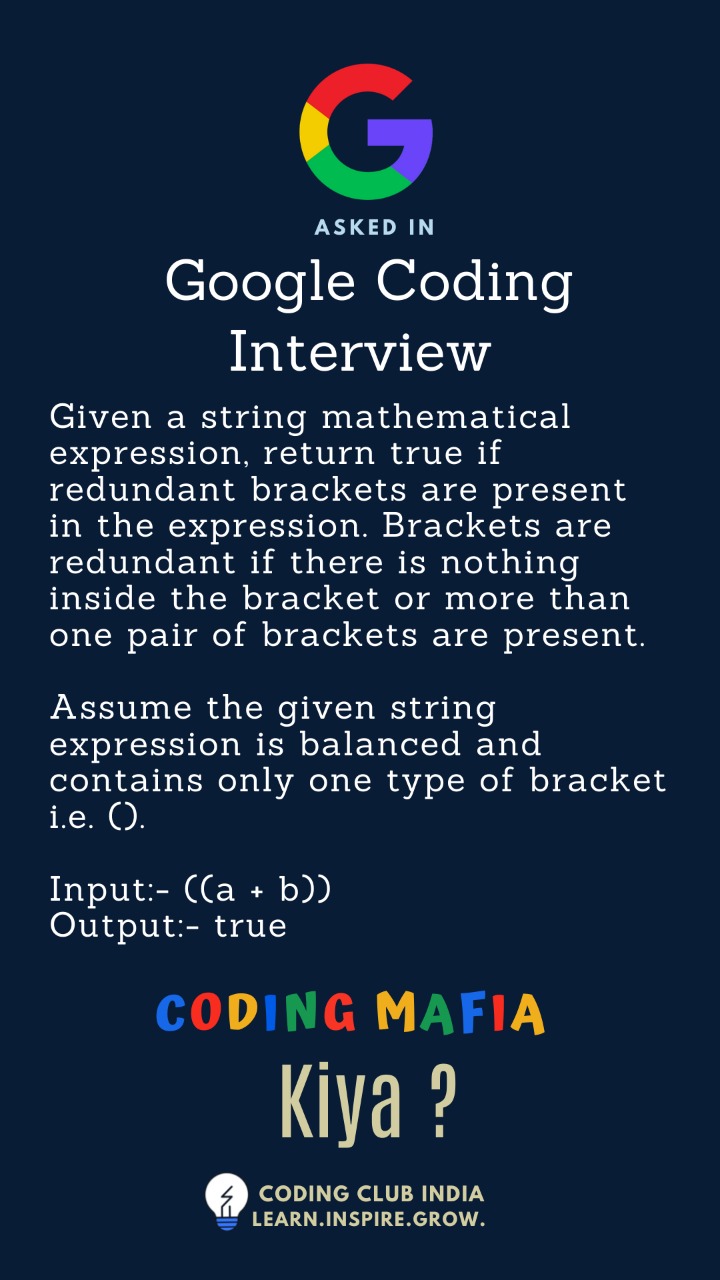 G
ASKED IN
Google Coding
Interview
Given a string mathematical
expression, return true if
redundant brackets are present
in the expression. Brackets are
redundant if there is nothing
inside the bracket or more than
one pair of brackets are present.
Assume the given string
expression is balanced and
contains only one type of bracket
i.e. ().
Input:- ((a + b))
Output:- true
CODING MAFIA
Kiya ?
CODING CLUB INDIA
LEARN.INSPIRE.GROW.